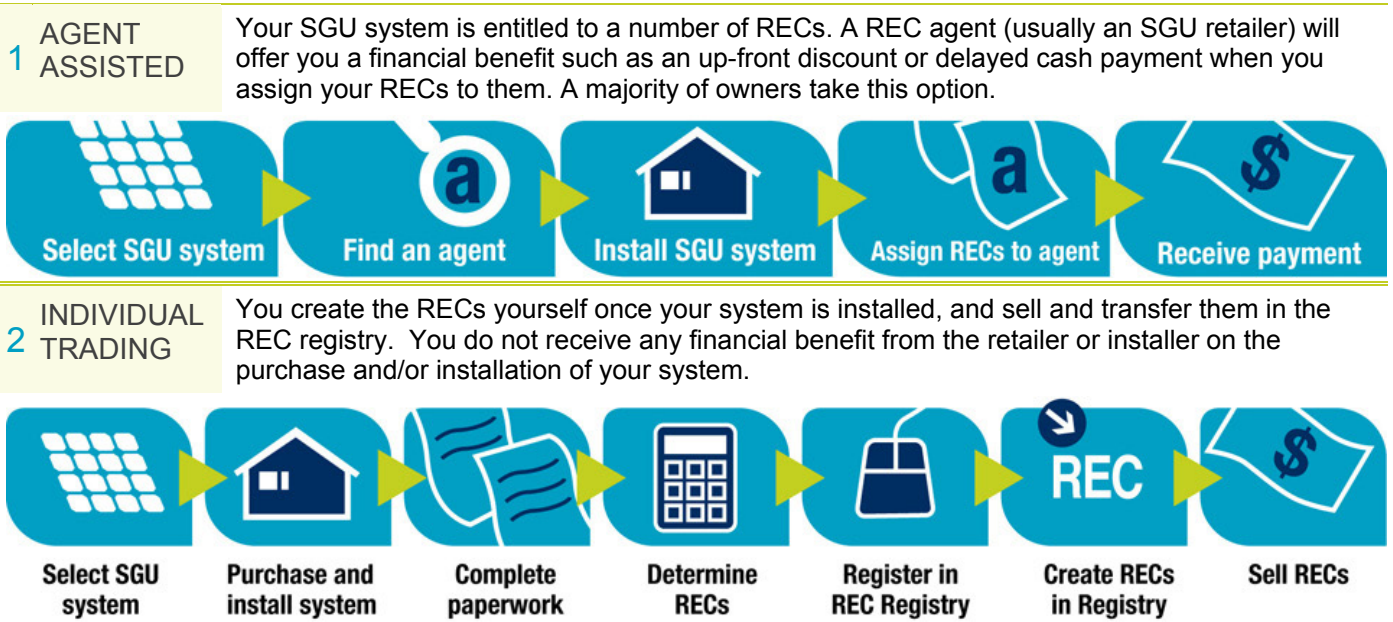 1 AGENT ASSISTED
Your SGU system is entitled to a number of RECs. A REC agent (usually an SGU retailer) will
offer you a financial benefit such as an up-front discount or delayed cash payment when you
assign your RECs to them. A majority of owners take this option.
a
a
$
Select SGU system
Find an agent
Install SGU system
Assign RECs to agent
Receive payment
2 INDIVIDUAL TRADING
You create the RECs yourself once your system is installed, and sell and transfer them in the
REC registry.  You do not receive any financial benefit from the retailer or installer on the
purchase and/or installation of your system.
REC
$
Select SGU
system
Purchase and
install system
Complete
paperwork
Determine
RECs
Register in
REC Registry
Create RECs
in Registry
Sell RECs